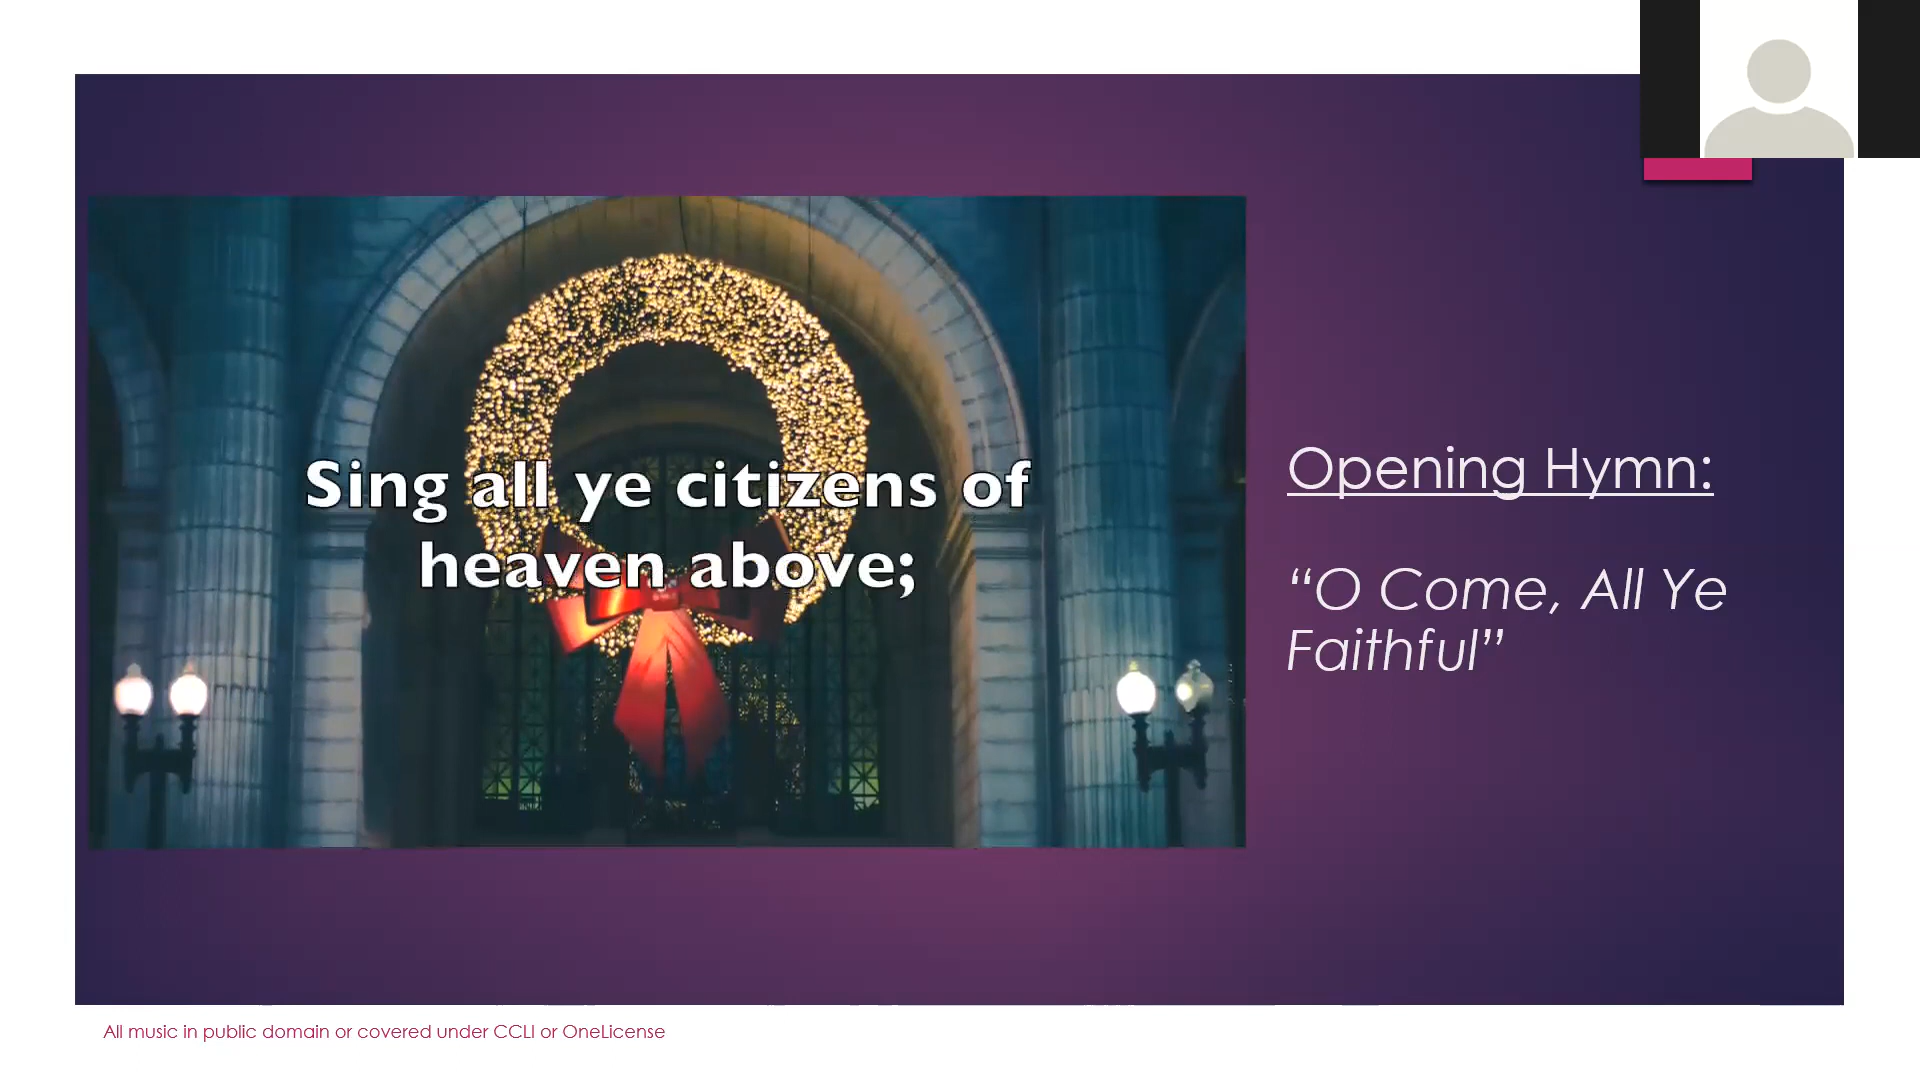 Sing all ye citizens of
heaven above;
Opening Hymn:
“O Come, All Ye
Faithful”
All music in public domain or covered under CCLI or OneLicense